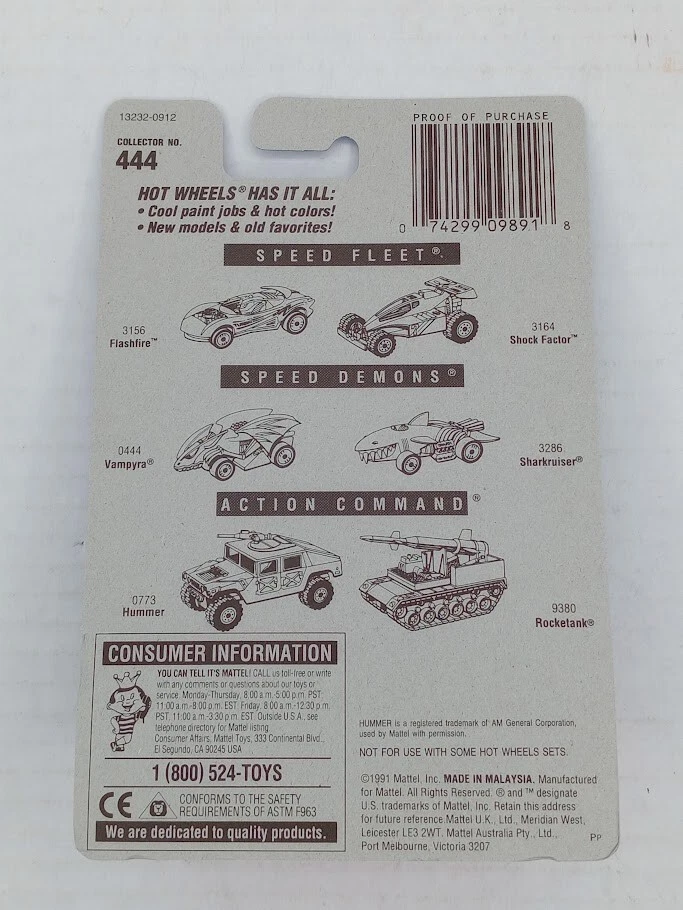 13232-0912
PROOF OF PURCHASE
COLLECTOR NO.
444
0 74299 09891 8
HOT WHEELS® HAS IT ALL:
• Cool paint jobs & hot colors!
• New models & old favorites!
SPEED FLEET®
3156
Flashfire™
3164
Shock Factor™
SPEED DEMONS®
0444
Vampyra®
3286
Sharkruiser®
ACTION COMMAND®
0773
Hummer
9380
Rocketank®
CONSUMER INFORMATION
YOU CAN TELL IT'S MATTEL! CALL us toll-free or write
with any comments or questions about our toys or
service. Monday-Thursday, 8:00 a.m.-5:00 p.m. PST;
11:00 a.m.-8:00 p.m. EST. Friday, 8:00 a.m.-12:30 p.m.
PST; 11:00 a.m.-3:30 p.m. EST. Outside U.S.A., see
telephone directory for Mattel listing.
Consumer Affairs, Mattel Toys, 333 Continental Blvd.,
El Segundo, CA 90245 USA
1 (800) 524-TOYS
CE
CONFORMS TO THE SAFETY
REQUIREMENTS OF ASTM F963
We are dedicated to quality products.
HUMMER is a registered trademark of AM General Corporation,
used by Mattel with permission.
NOT FOR USE WITH SOME HOT WHEELS SETS.
©1991 Mattel, Inc. MADE IN MALAYSIA. Manufactured
for Mattel. All Rights Reserved. ® and ™ designate
U.S. trademarks of Mattel, Inc. Retain this address
for future reference: Mattel U.K., Ltd., Meridian West,
Leicester LE3 2WT. Mattel Australia Pty., Ltd.,
Port Melbourne, Victoria 3207
PP